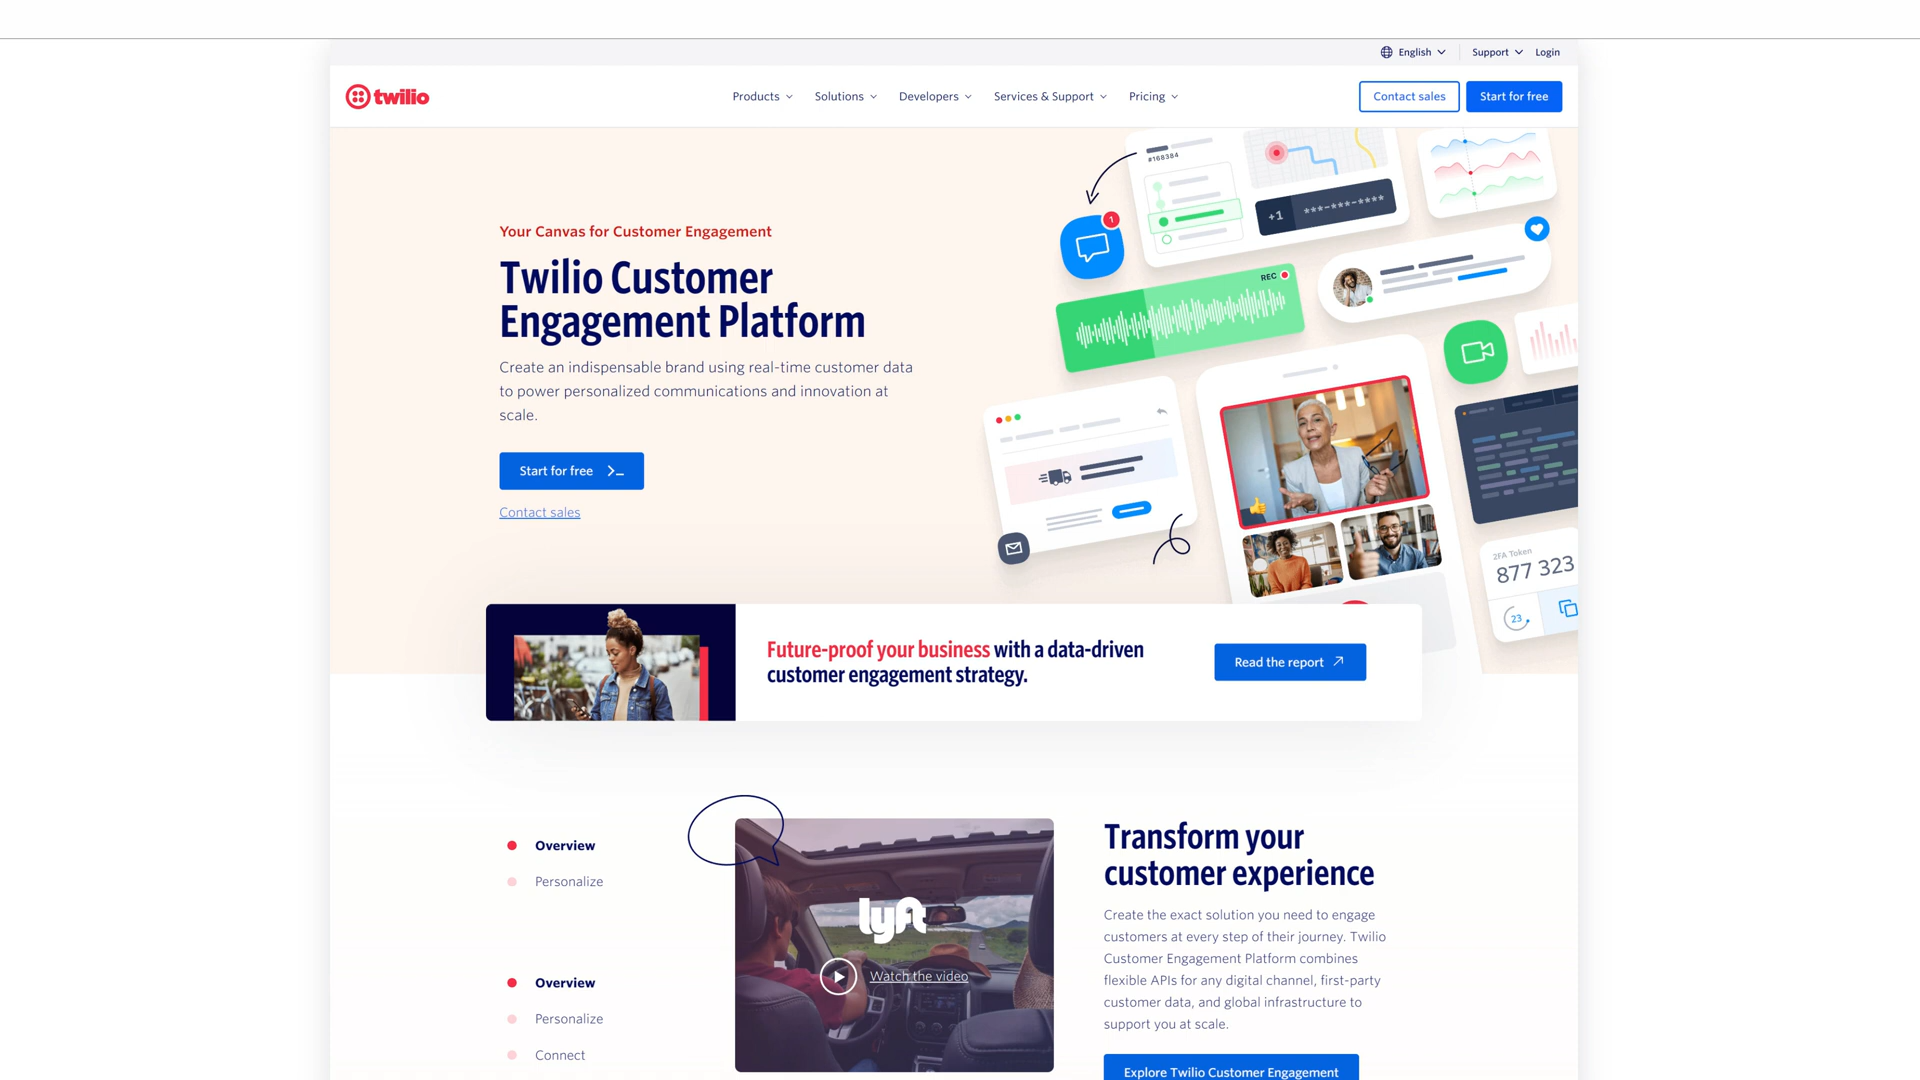 English
Support
Login
twilio
Products
Solutions
Developers
Services & Support
Pricing
Contact sales
Start for free
#168384
+1 ***-***-****
1
REC
Your Canvas for Customer Engagement
Twilio Customer
Engagement Platform
Create an indispensable brand using real-time customer data
to power personalized communications and innovation at
scale.
Start for free
Contact sales
2FA Token
877 323
23
Future-proof your business with a data-driven
customer engagement strategy.
Read the report
Overview
Personalize
Overview
Personalize
Connect
lyft
Watch the video
Transform your
customer experience
Create the exact solution you need to engage
customers at every step of their journey. Twilio
Customer Engagement Platform combines
flexible APIs for any digital channel, first-party
customer data, and global infrastructure to
support you at scale.
Explore Twilio Customer Engagement